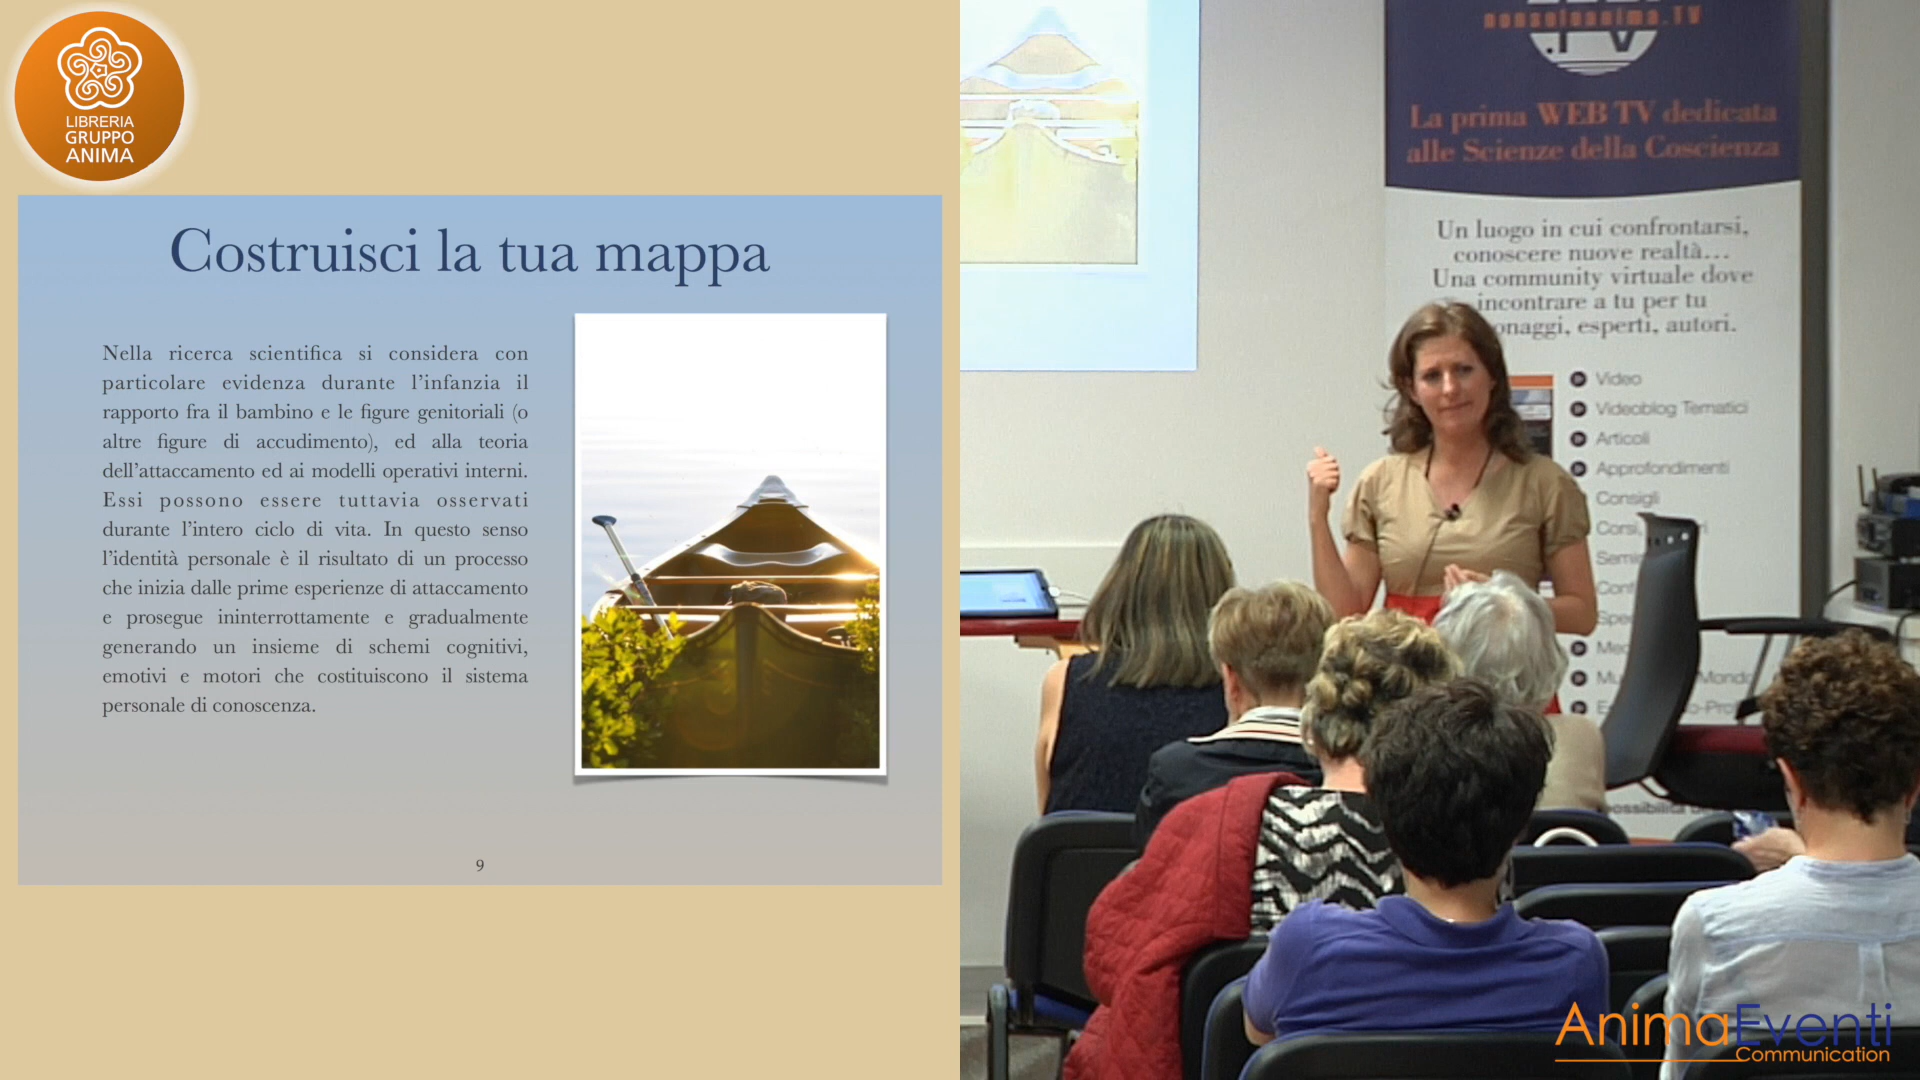 LIBRERIA
GRUPPO
ANIMA
Costruisci la tua mappa
Nella ricerca scientifica si considera con
particolare evidenza durante l’infanzia il
rapporto fra il bambino e le figure genitoriali (o
altre figure di accudimento), ed alla teoria
dell’attaccamento ed ai modelli operativi interni.
Essi possono essere tuttavia osservati
durante l’intero ciclo di vita. In questo senso
l’identità personale è il risultato di un processo
che inizia dalle prime esperienze di attaccamento
e prosegue ininterrottamente e gradualmente
generando un insieme di schemi cognitivi,
emotivi e motori che costituiscono il sistema
personale di conoscenza.
9
nonsoloanima.TV
.TV
La prima WEB TV dedicata
alle Scienze della Coscienza
Un luogo in cui confrontarsi,
conoscere nuove realtà...
Una community virtuale dove
incontrare a tu per tu
onaggi, esperti, autori.
Video
Videoblog Tematici
Articoli
Approfondimenti
Consigli
Corsi,
Mondo
AnimaEventi
Communication